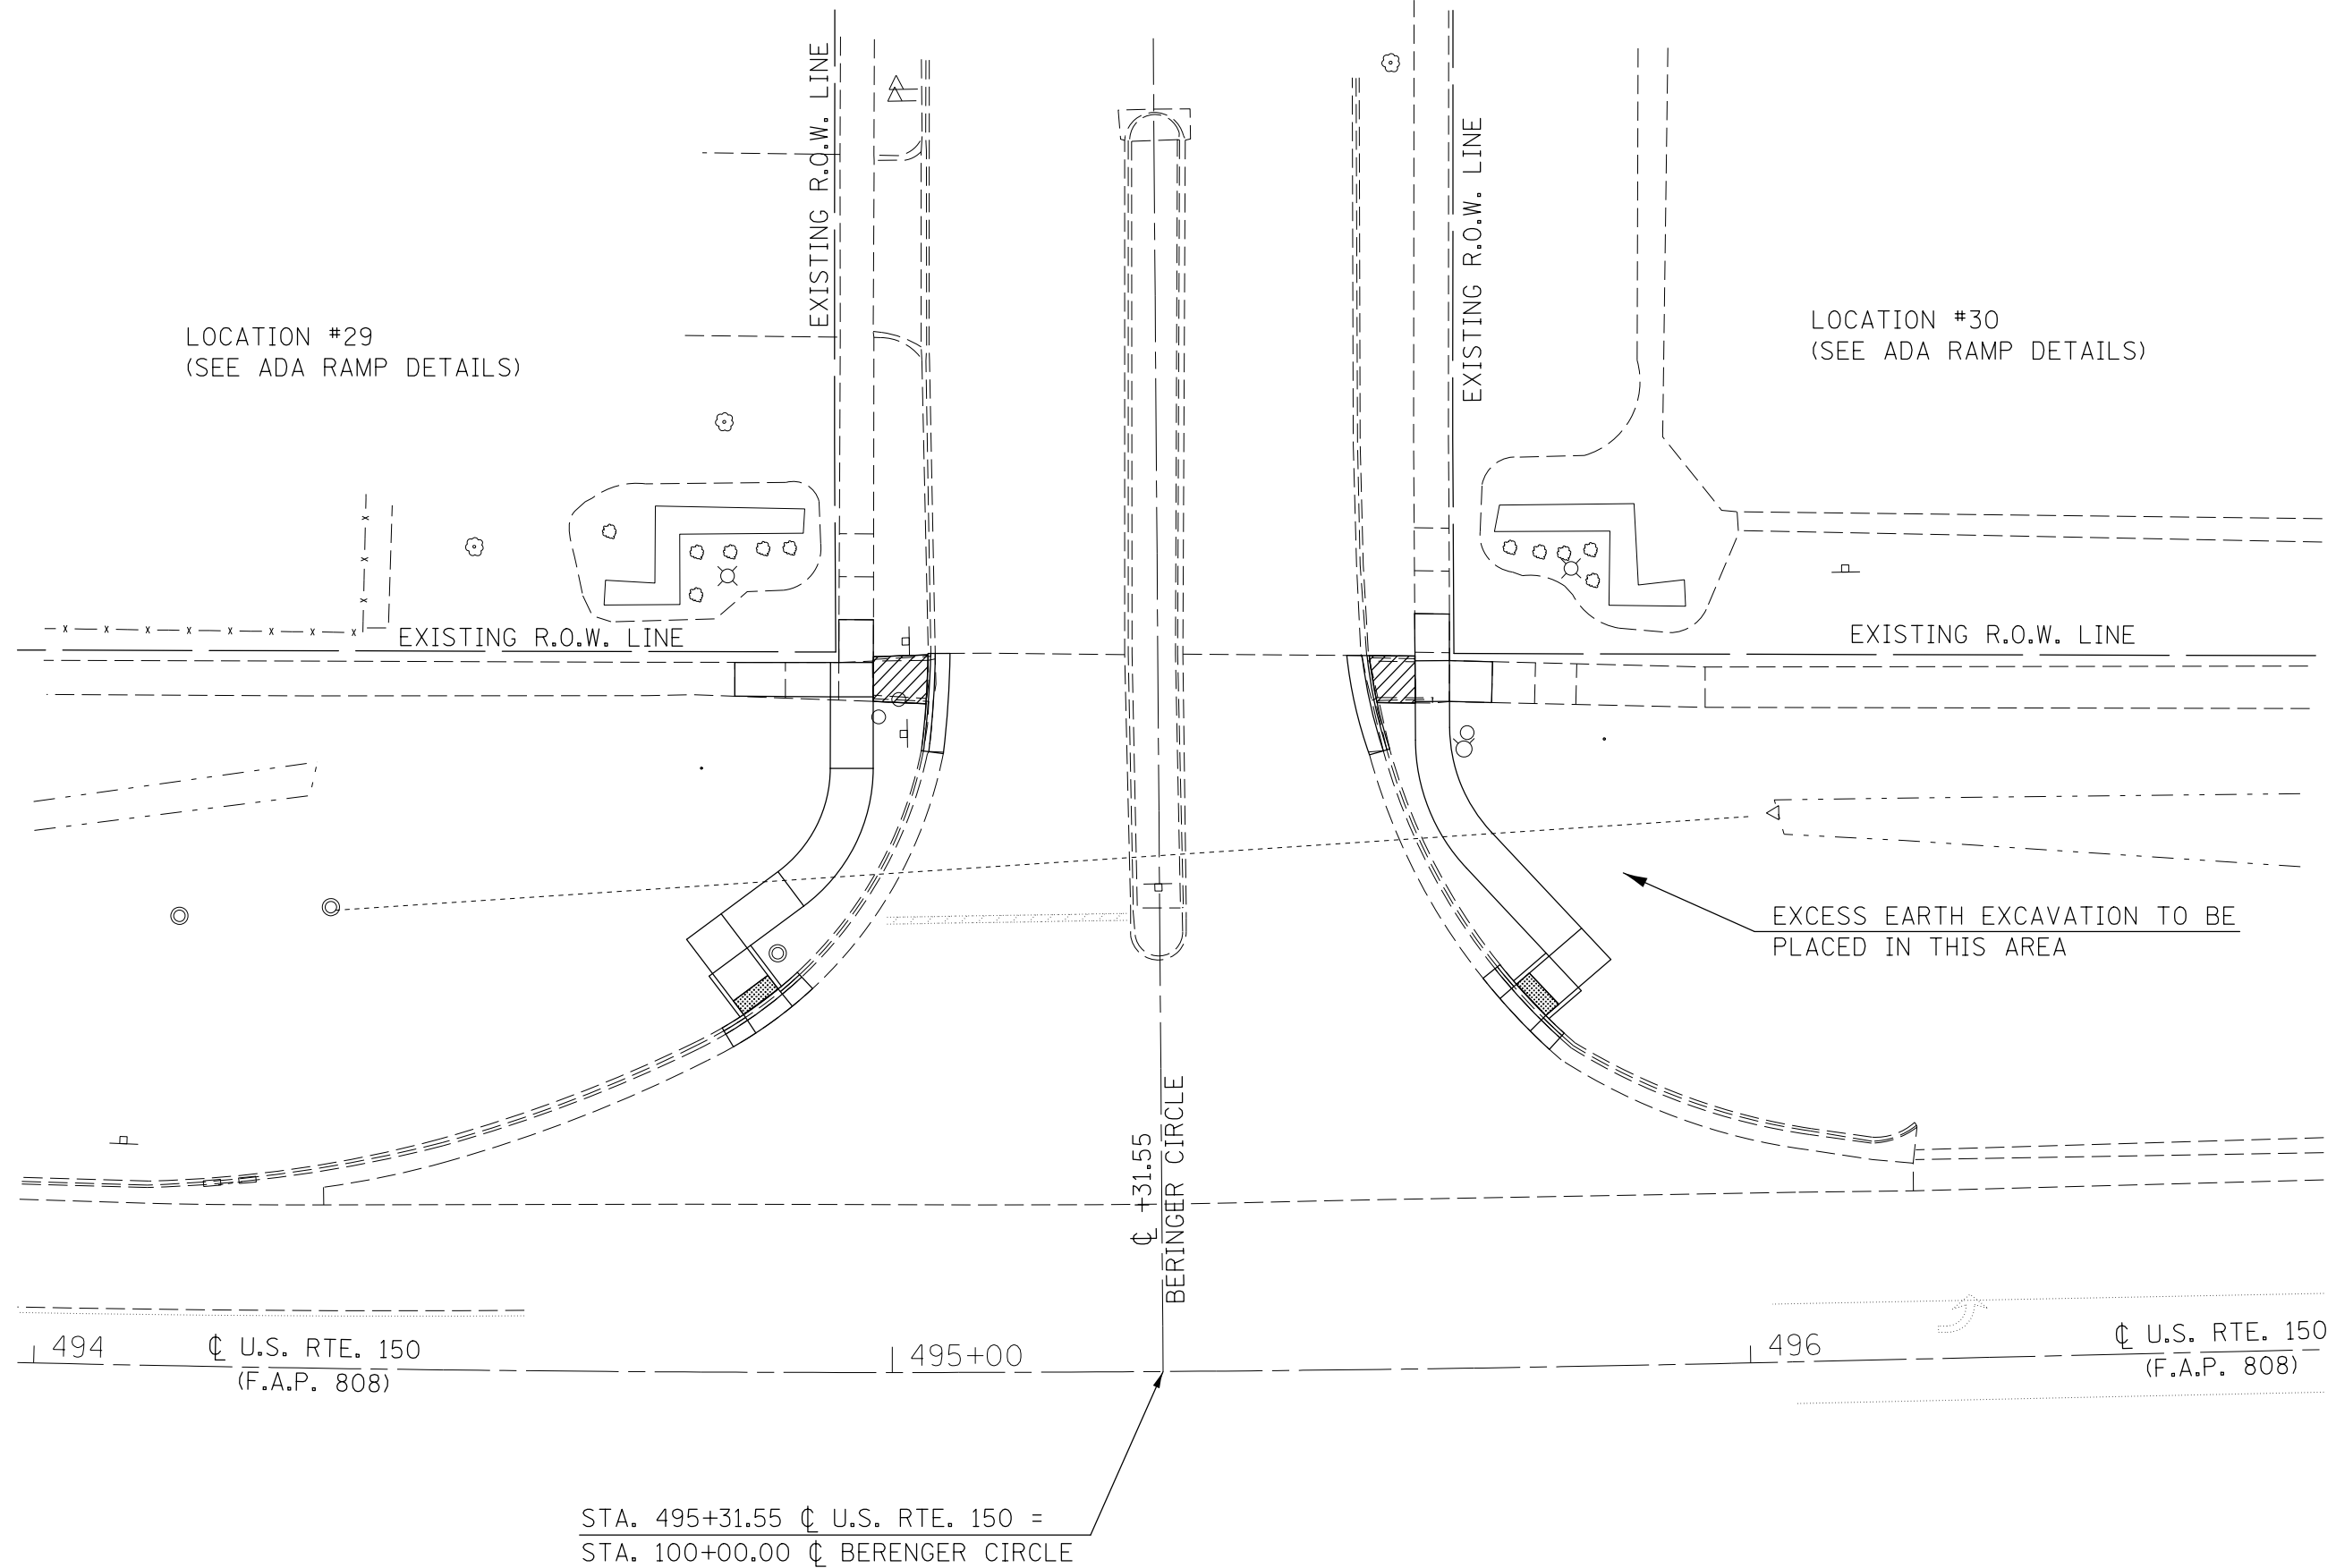 EXISTING R.O.W. LINE
EXISTING R.O.W. LINE
LOCATION #29
(SEE ADA RAMP DETAILS)
LOCATION #30
(SEE ADA RAMP DETAILS)
EXISTING R.O.W. LINE
EXISTING R.O.W. LINE
EXCESS EARTH EXCAVATION TO BE
PLACED IN THIS AREA
℄ +31.55
BERINGER CIRCLE
494
℄ U.S. RTE. 150
(F.A.P. 808)
495+00
496
℄ U.S. RTE. 150
(F.A.P. 808)
STA. 495+31.55 ℄ U.S. RTE. 150 =
STA. 100+00.00 ℄ BERENGER CIRCLE